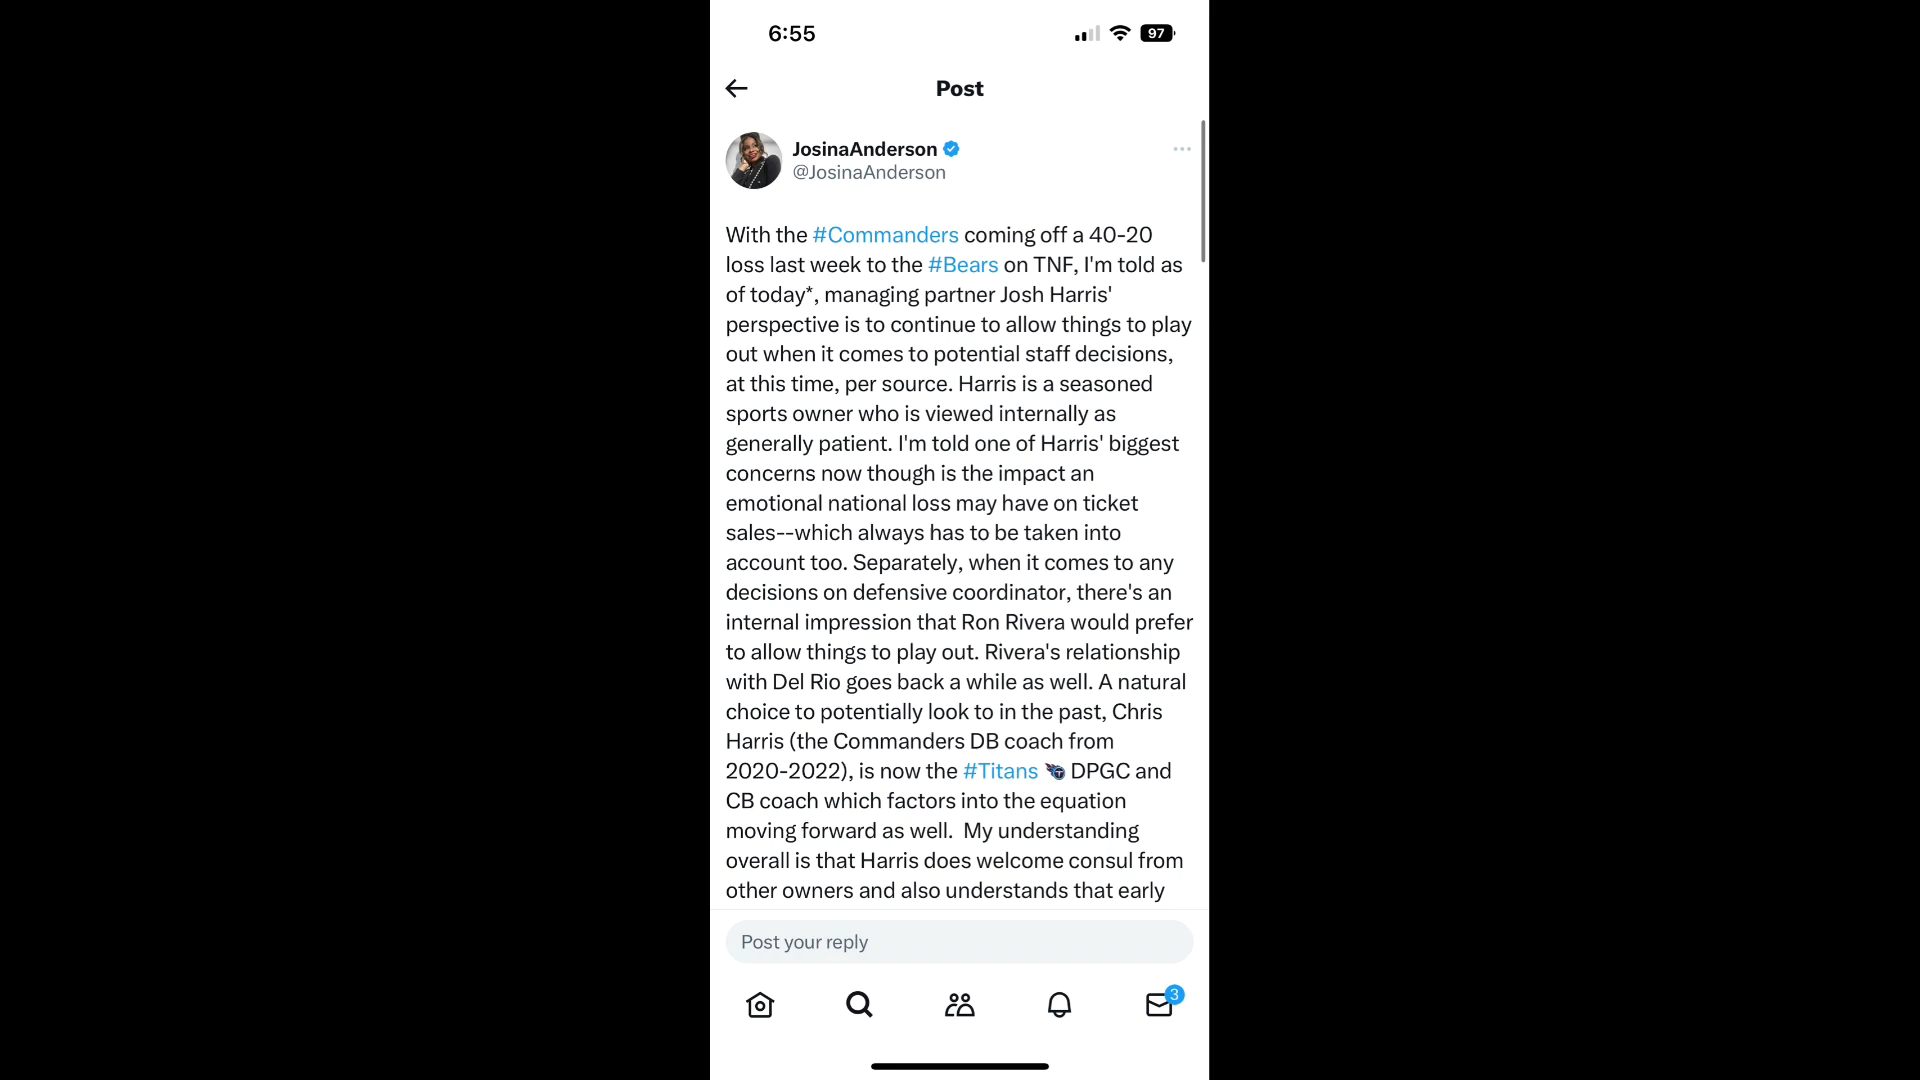 6:55
97
Post
JosinaAnderson
@JosinaAnderson
With the #Commanders coming off a 40-20
loss last week to the #Bears on TNF, I'm told as
of today*, managing partner Josh Harris'
perspective is to continue to allow things to play
out when it comes to potential staff decisions,
at this time, per source. Harris is a seasoned
sports owner who is viewed internally as
generally patient. I'm told one of Harris' biggest
concerns now though is the impact an
emotional national loss may have on ticket
sales--which always has to be taken into
account too. Separately, when it comes to any
decisions on defensive coordinator, there's an
internal impression that Ron Rivera would prefer
to allow things to play out. Rivera's relationship
with Del Rio goes back a while as well. A natural
choice to potentially look to in the past, Chris
Harris (the Commanders DB coach from
2020-2022), is now the #Titans DPGC and
CB coach which factors into the equation
moving forward as well.  My understanding
overall is that Harris does welcome consul from
other owners and also understands that early
Post your reply
3